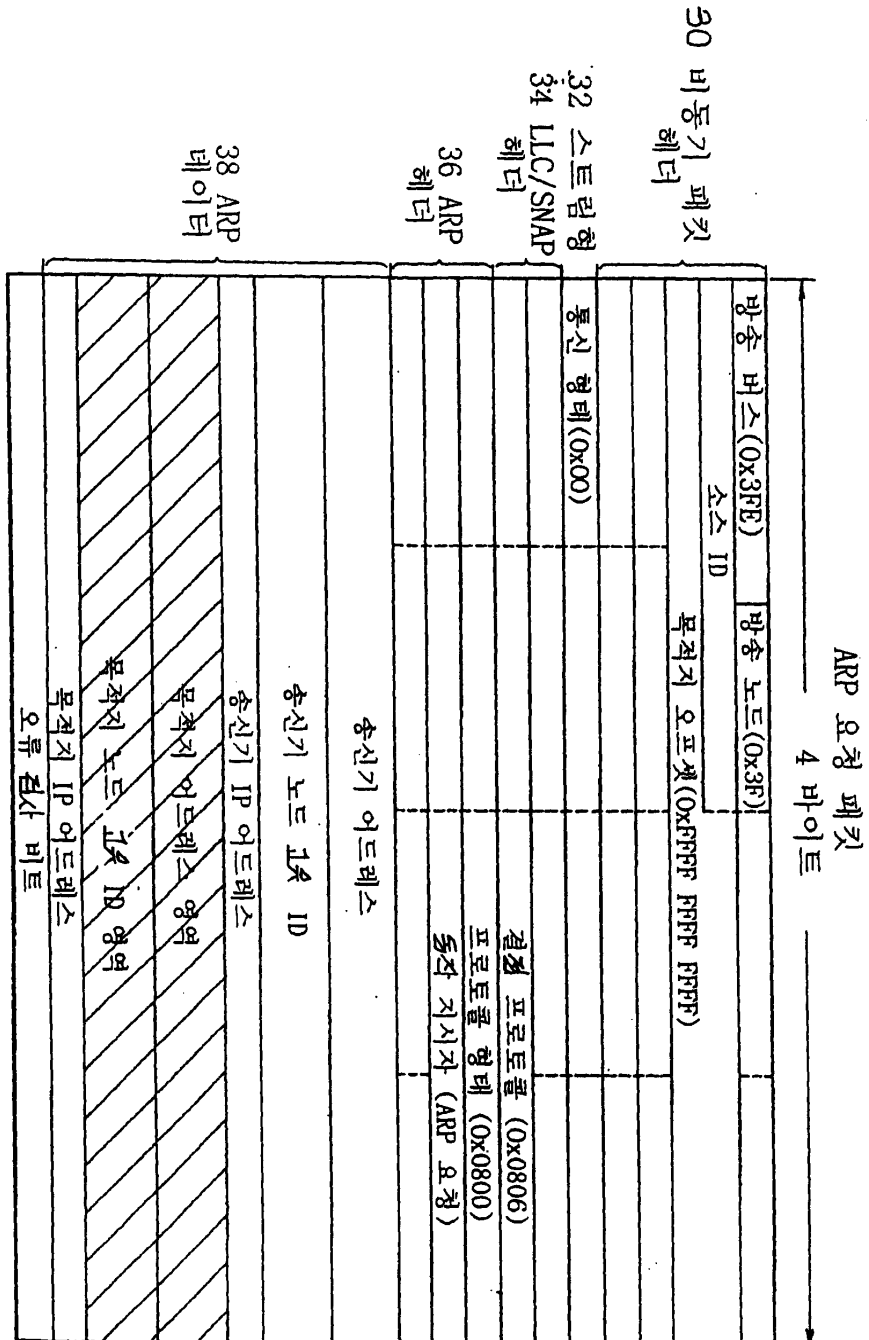 ARP 요청 패킷
4 바이트
30 비동기 패킷
헤더
방송 버스(0x3FE)
방송 노드(0x3F)
소스 ID
목적지 오프셋(0xFFFF FFFF FFFF)
32 스트림형
통신 형태(0x00)
34 LLC/SNAP
헤더
결정 프로토콜 (0x0806)
36 ARP
헤더
프로토콜 형태 (0x0800)
동작 지시자 (ARP 요청)
38 ARP
데이터
송신기 어드레스
송신기 노드 고유 ID
송신기 IP 어드레스
목적지 어드레스 영역
목적지 노드 고유 ID 영역
목적지 IP 어드레스
오류 검사 비트